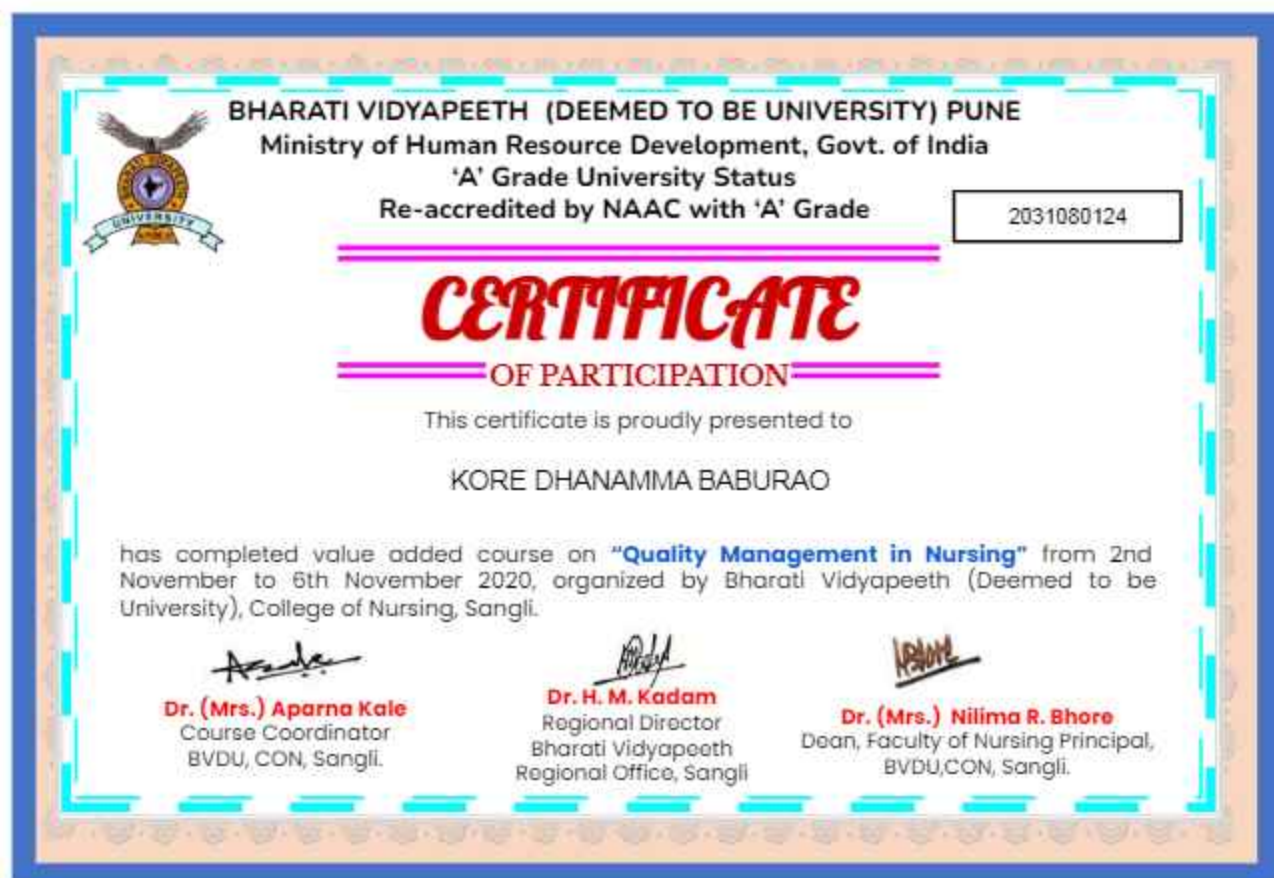 BHARATI VIDYAPEETH (DEEMED TO BE UNIVERSITY) PUNE
Ministry of Human Resource Development, Govt. of India
‘A’ Grade University Status
Re-accredited by NAAC with ‘A’ Grade
2031080124
BHARATI VIDYAPEETH
UNIVERSITY
CERTIFICATE
OF PARTICIPATION
This certificate is proudly presented to
KORE DHANAMMA BABURAO
has completed value added course on “Quality Management in Nursing” from 2nd
November to 6th November 2020, organized by Bharati Vidyapeeth (Deemed to be
University), College of Nursing, Sangli.
Dr. (Mrs.) Aparna Kale
Course Coordinator
BVDU, CON, Sangli.
Dr. H. M. Kadam
Regional Director
Bharati Vidyapeeth
Regional Office, Sangli
Dr. (Mrs.) Nilima R. Bhore
Dean, Faculty of Nursing Principal,
BVDU,CON, Sangli.